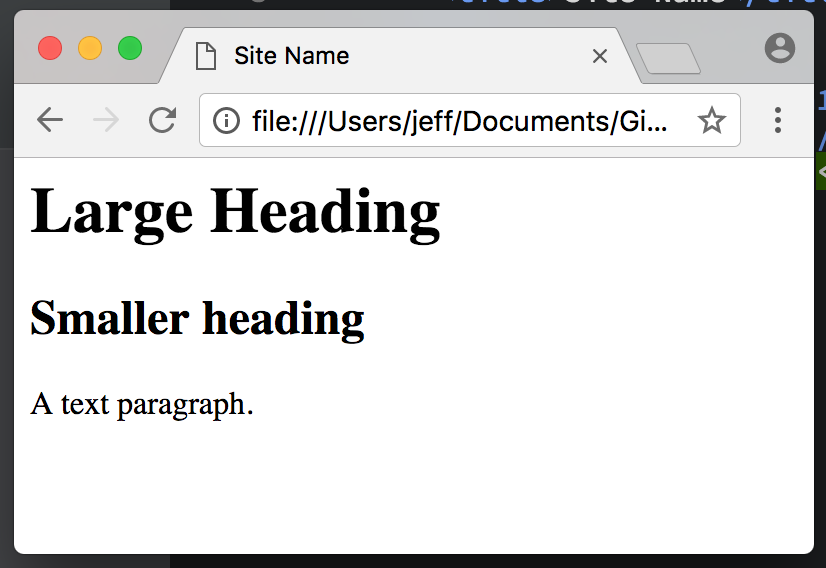 Site Name
file:///Users/jeff/Documents/Gi...
Large Heading
Smaller heading
A text paragraph.